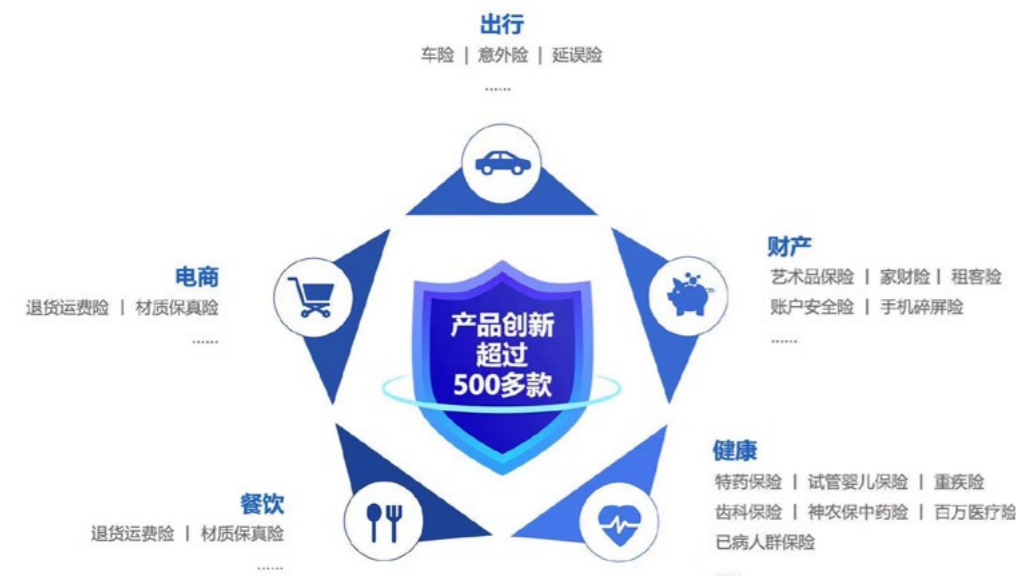 出行
车险 | 意外险 | 延误险
......
财产
艺术品保险 | 家财险 | 租客险
账户安全险 | 手机碎屏险
......
电商
退货运费险 | 材质保真险
......
产品创新
超过
500多款
健康
特药保险 | 试管婴儿保险 | 重疾险
齿科保险 | 神农保中药险 | 百万医疗险
已病人群保险
餐饮
退货运费险 | 材质保真险
......